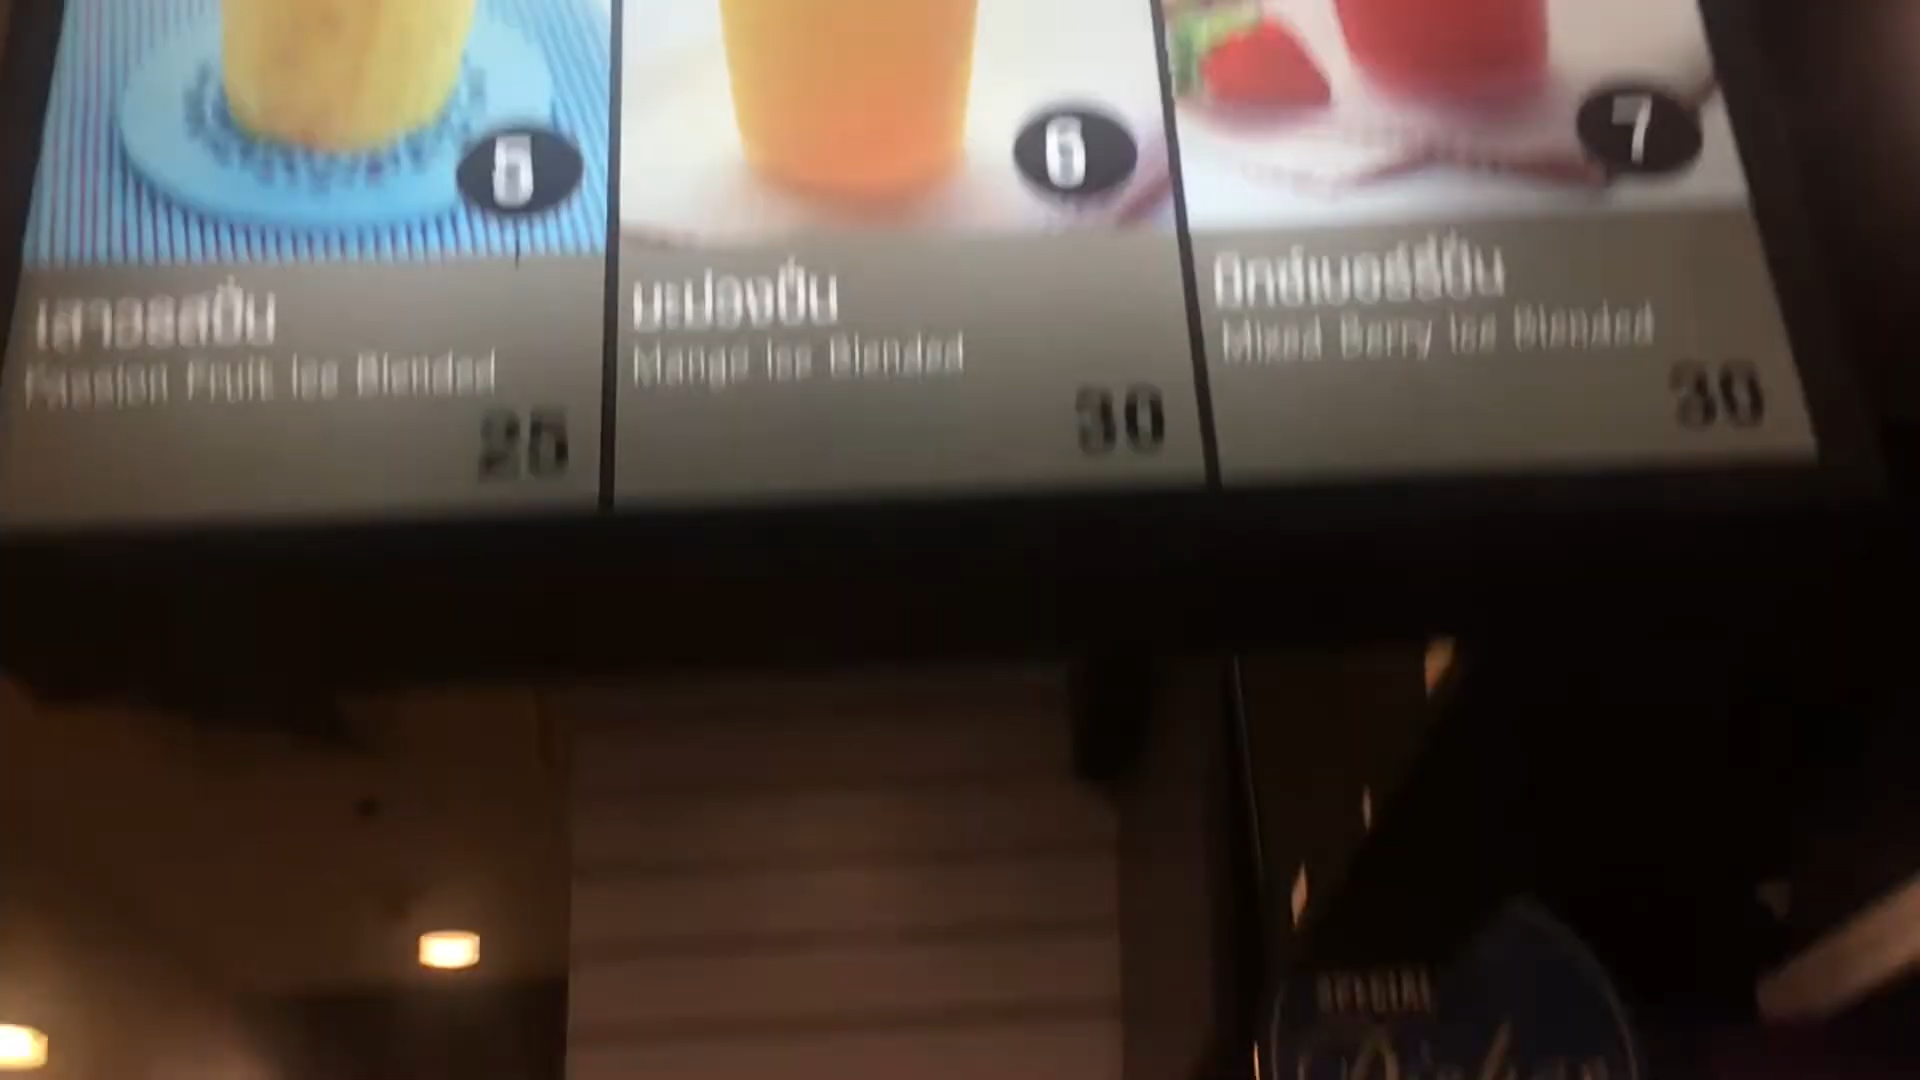 5
เสาวรสปั่น
Passion Fruit Ice Blended
25
6
มะม่วงปั่น
Mango Ice Blended
30
7
มิกซ์เบอร์รี่ปั่น
Mixed Berry Ice Blended
30
SPECIAL